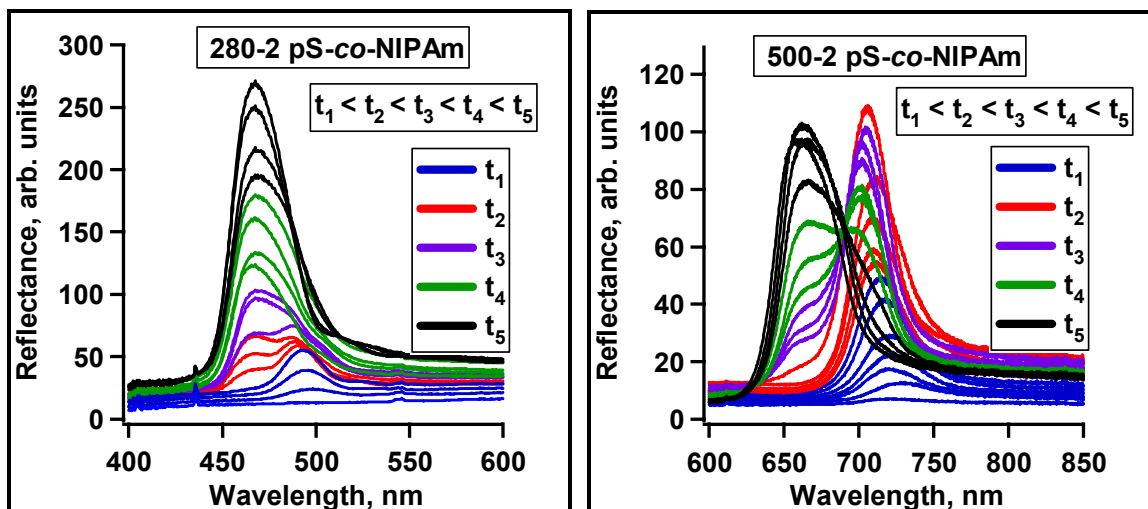 280-2 pS-co-NIPAm
t1 < t2 < t3 < t4 < t5
t1
t2
t3
t4
t5
Reflectance, arb. units
300
250
200
150
100
50
0
400
450
500
550
600
Wavelength, nm
500-2 pS-co-NIPAm
t1 < t2 < t3 < t4 < t5
t1
t2
t3
t4
t5
Reflectance, arb. units
120
100
80
60
40
20
0
600
650
700
750
800
850
Wavelength, nm